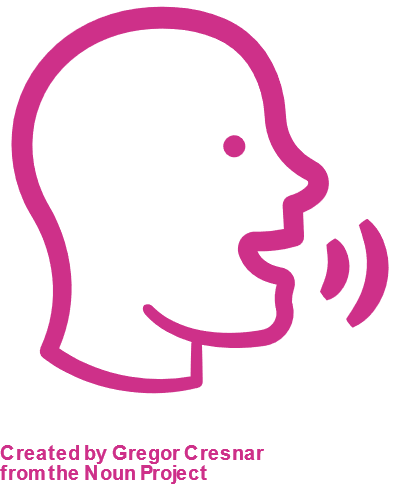 Created by Gregor Cresnar
from the Noun Project